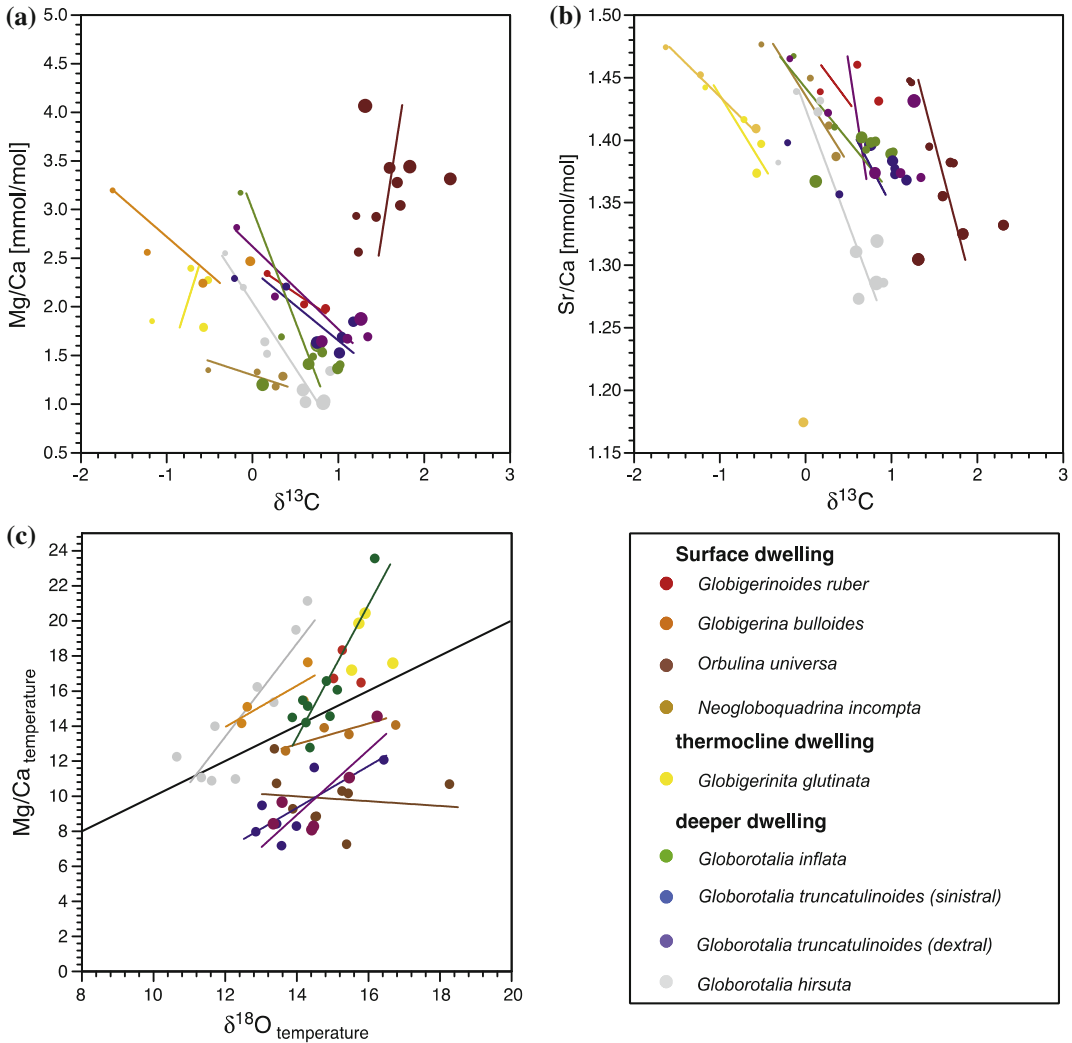 (a)
5.0
4.5
4.0
3.5
3.0
2.5
2.0
1.5
1.0
0.5
Mg/Ca [mmol/mol]
-2
-1
0
1
2
3
δ¹³C
(b)
1.50
1.45
1.40
1.35
1.30
1.25
1.20
1.15
Sr/Ca [mmol/mol]
-2
-1
0
1
2
3
δ¹³C
(c)
24
22
20
18
16
14
12
10
8
6
4
2
0
Mg/Ca temperature
8
10
12
14
16
18
20
δ¹⁸O temperature
Surface dwelling
Globigerinoides ruber
Globigerina bulloides
Orbulina universa
Neogloboquadrina incompta
thermocline dwelling
Globigerinita glutinata
deeper dwelling
Globorotalia inflata
Globorotalia truncatulinoides (sinistral)
Globorotalia truncatulinoides (dextral)
Globorotalia hirsuta